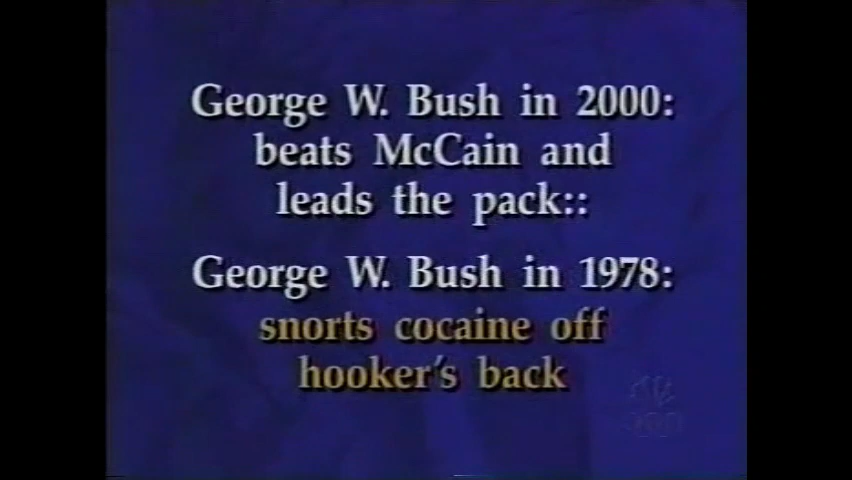 George W. Bush in 2000:
beats McCain and
leads the pack::
George W. Bush in 1978:
snorts cocaine off
hooker's back